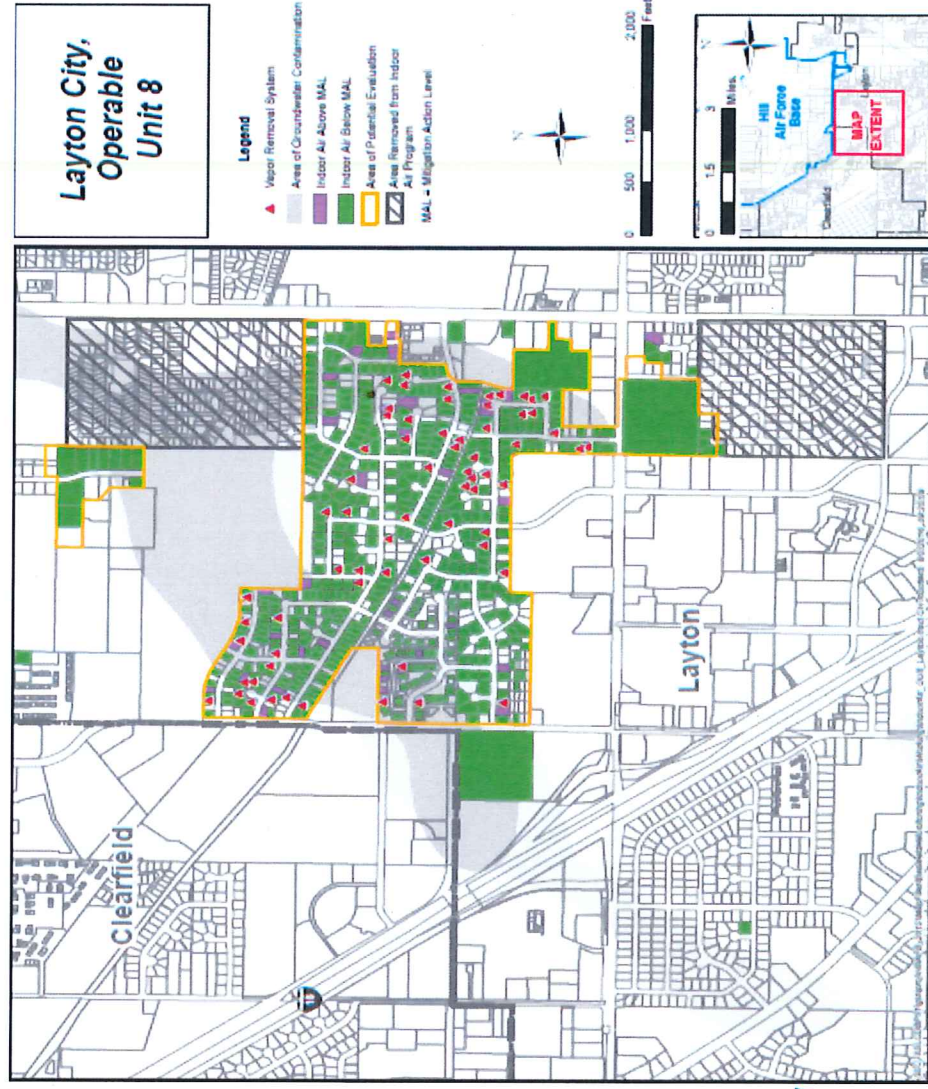 Layton City,
Operable
Unit 8
Legend
Vapor Removal System
Area of Groundwater Contamination
Indoor Air Above MAL
Indoor Air Below MAL
Area of Potential Evaluation
Area Removed from Indoor
Air Program
MAL = Mitigation Action Level
N
0 500 1,000 2,000
Feet
N
0 1.5 3
Miles
Hill
Air Force
Base
Clearfield
Layton
MAP
EXTENT
Clearfield
Layton